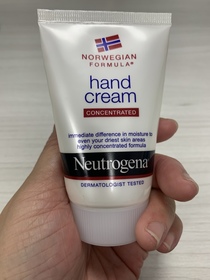 NORWEGIAN
FORMULA®
hand
cream
CONCENTRATED
immediate difference in moisture to
even your driest skin areas
highly concentrated formula
Neutrogena®
DERMATOLOGIST TESTED